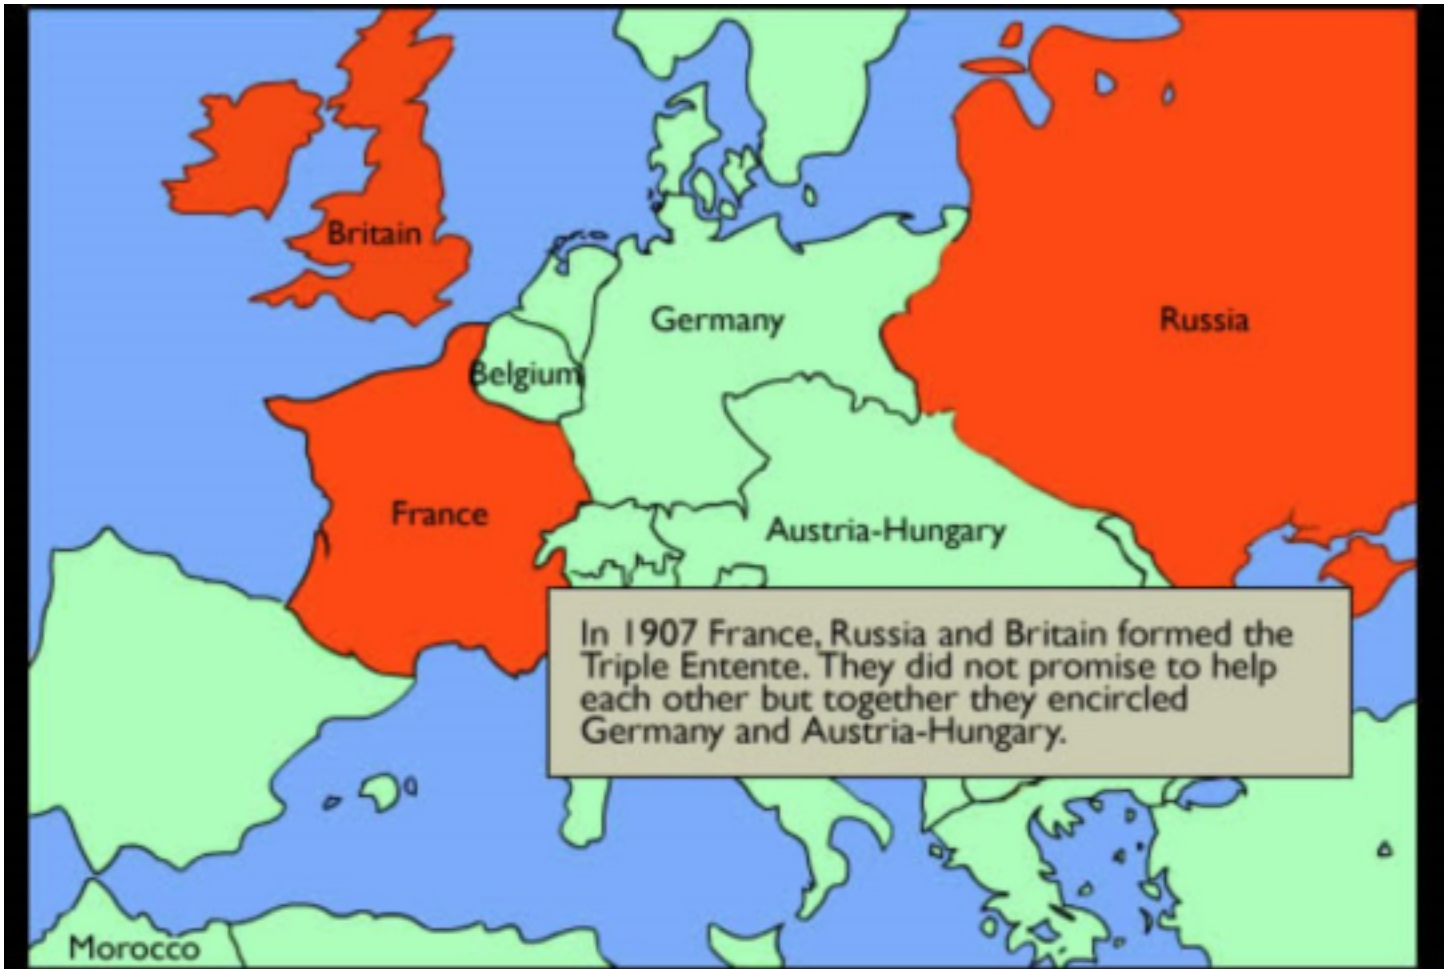 Britain
Germany
Russia
Belgium
France
Austria-Hungary
In 1907 France, Russia and Britain formed the
Triple Entente. They did not promise to help
each other but together they encircled
Germany and Austria-Hungary.
Morocco